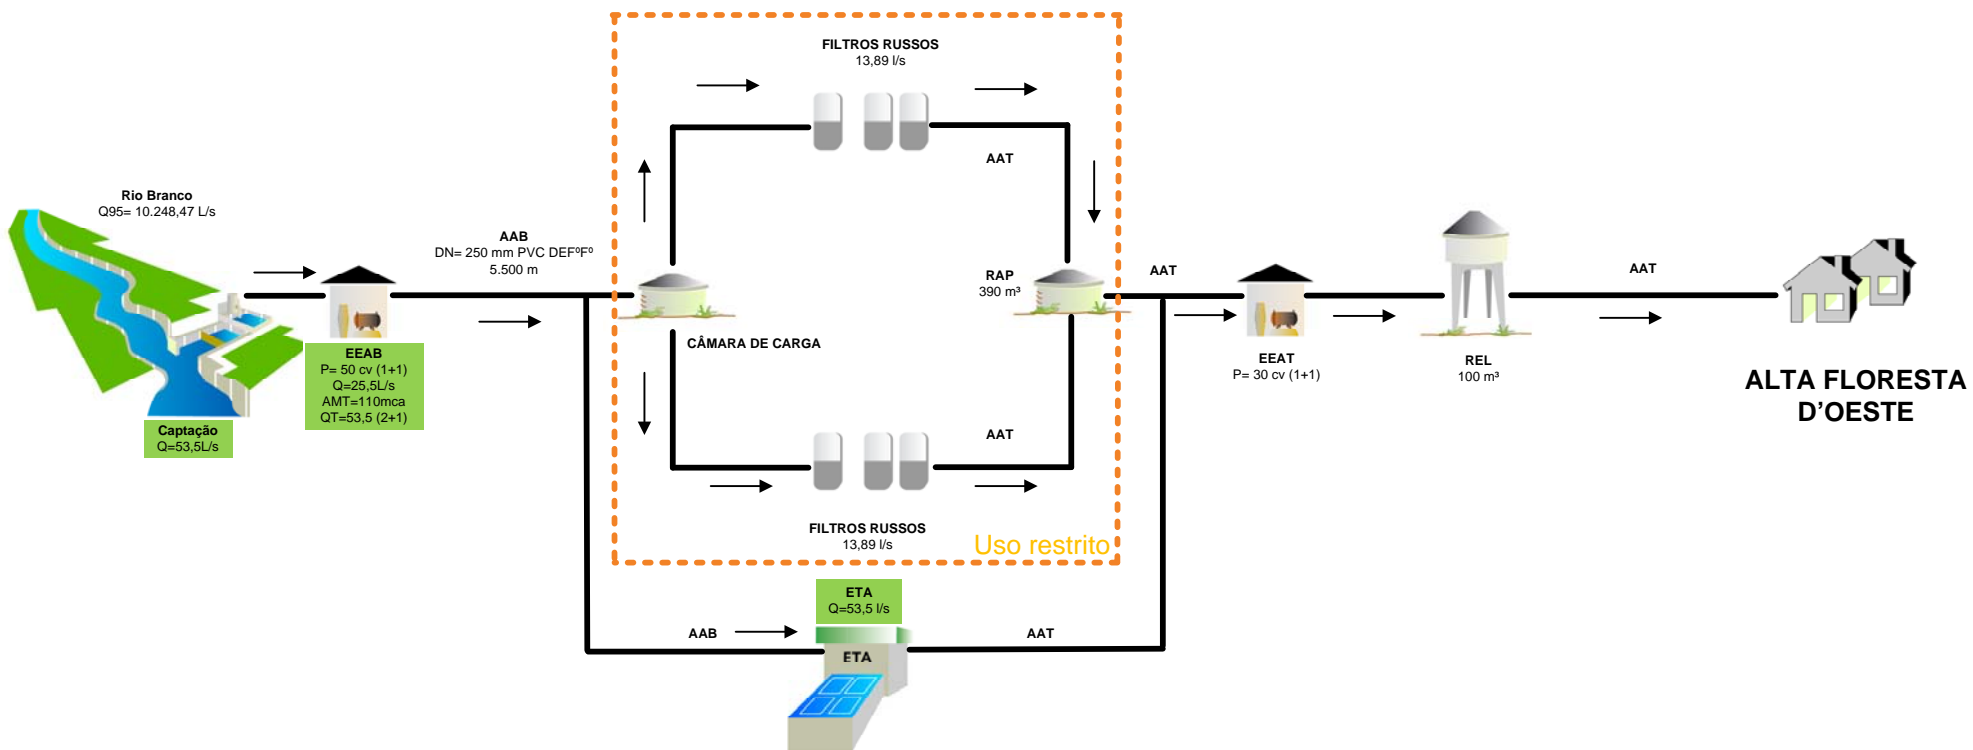 FILTROS RUSSOS
13,89 l/s
AAT
Rio Branco
Q95= 10.248,47 L/s
AAB
DN= 250 mm PVC DEFºFº
5.500 m
EEAB
P= 50 cv (1+1)
Q=25,5L/s
AMT=110mca
QT=53,5 (2+1)
Captação
Q=53,5L/s
CÂMARA DE CARGA
RAP
390 m³
AAT
EEAT
P= 30 cv (1+1)
REL
100 m³
AAT
ALTA FLORESTA
D’OESTE
AAT
FILTROS RUSSOS
13,89 l/s
Uso restrito
ETA
Q=53,5 l/s
AAB
AAT
ETA